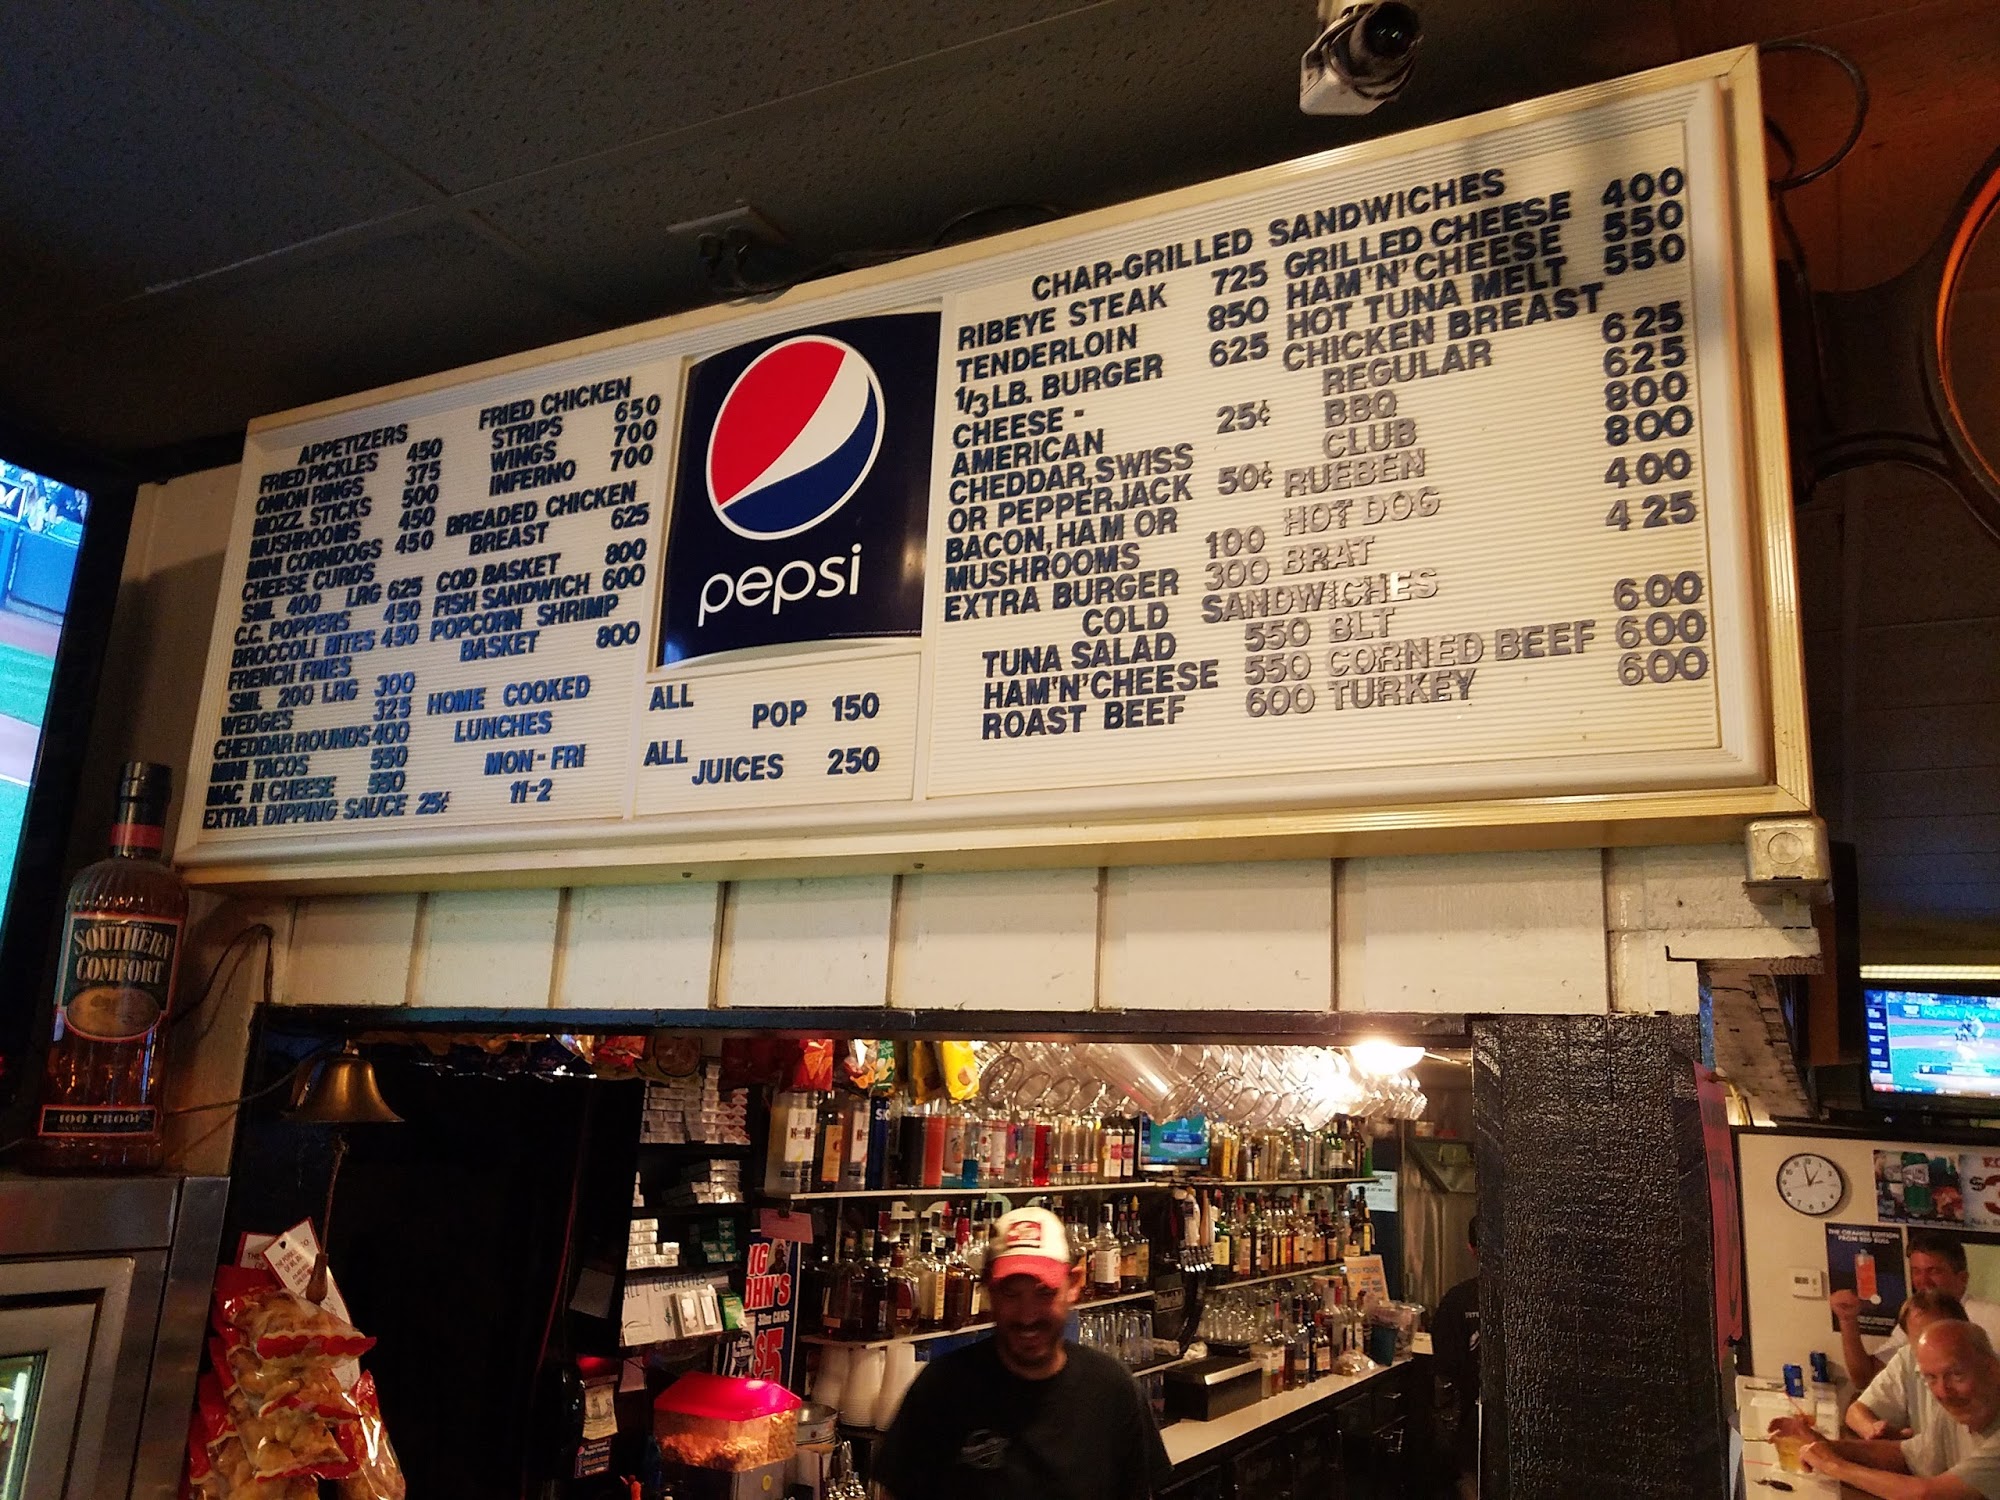 APPETIZERS
FRIED PICKLES 450
ONION RINGS 375
MOZZ. STICKS 500
MUSHROOMS 450
MINI CORNDOGS 450
CHEESE CURDS
SML 400 LRG 625
C.C. POPPERS 450
BROCCOLI BITES 450
FRENCH FRIES
SML 200 LRG 300
WEDGES 325
CHEDDAR ROUNDS 400
MINI TACOS 550
MAC N CHEESE 550
EXTRA DIPPING SAUCE 25¢
FRIED CHICKEN
STRIPS 650
WINGS 700
INFERNO 700
BREADED CHICKEN
BREAST 625
COD BASKET 800
FISH SANDWICH 600
POPCORN SHRIMP
BASKET 800
HOME COOKED
LUNCHES
MON-FRI
11-2
pepsi
ALL
POP 150
ALL
JUICES 250
CHAR-GRILLED SANDWICHES
RIBEYE STEAK 725
TENDERLOIN 850
1/3 LB. BURGER 625
CHEESE -
AMERICAN 25¢
CHEDDAR, SWISS
OR PEPPERJACK 50¢
BACON, HAM OR
MUSHROOMS 100
EXTRA BURGER 300
GRILLED CHEESE 400
HAM'N'CHEESE 550
HOT TUNA MELT 550
CHICKEN BREAST
REGULAR 625
BBQ 625
CLUB 800
RUEBEN 800
HOT DOG 400
BRAT 425
COLD SANDWICHES
TUNA SALAD 550
HAM'N'CHEESE 550
ROAST BEEF 600
BLT 600
CORNED BEEF 600
TURKEY 600
SOUTHERN
COMFORT
100 PROOF
CIGARETTES
$5
THE ORANGE EDITION
FROM RED BULL